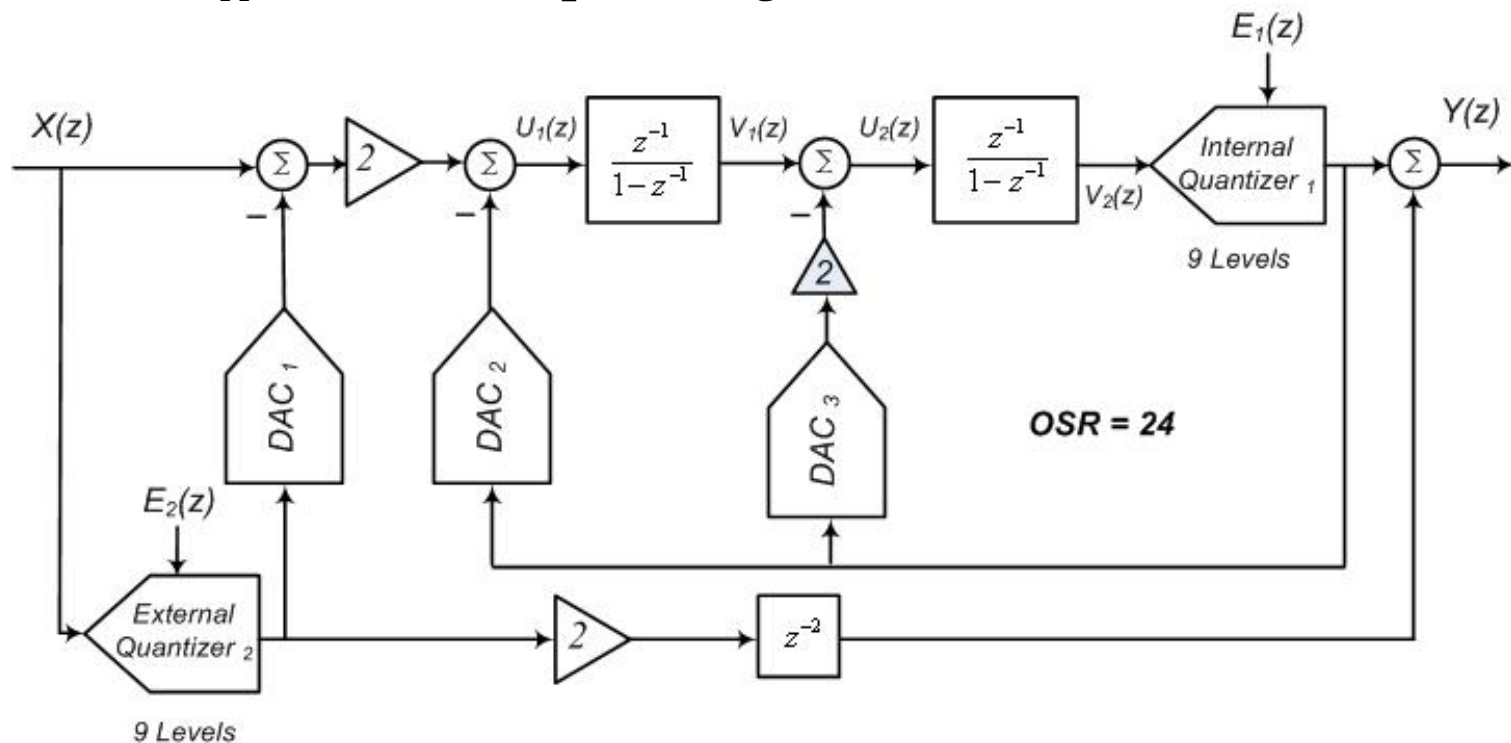 E₁(z)
X(z)
2
Σ
Σ
U₁(z)
z⁻¹
1 - z⁻¹
V₁(z)
Σ
U₂(z)
z⁻¹
1 - z⁻¹
V₂(z)
Internal
Quantizer ₁
9 Levels
Σ
Y(z)
–
–
–
2
DAC ₁
DAC ₂
DAC ₃
OSR = 24
E₂(z)
External
Quantizer ₂
9 Levels
2
z⁻²